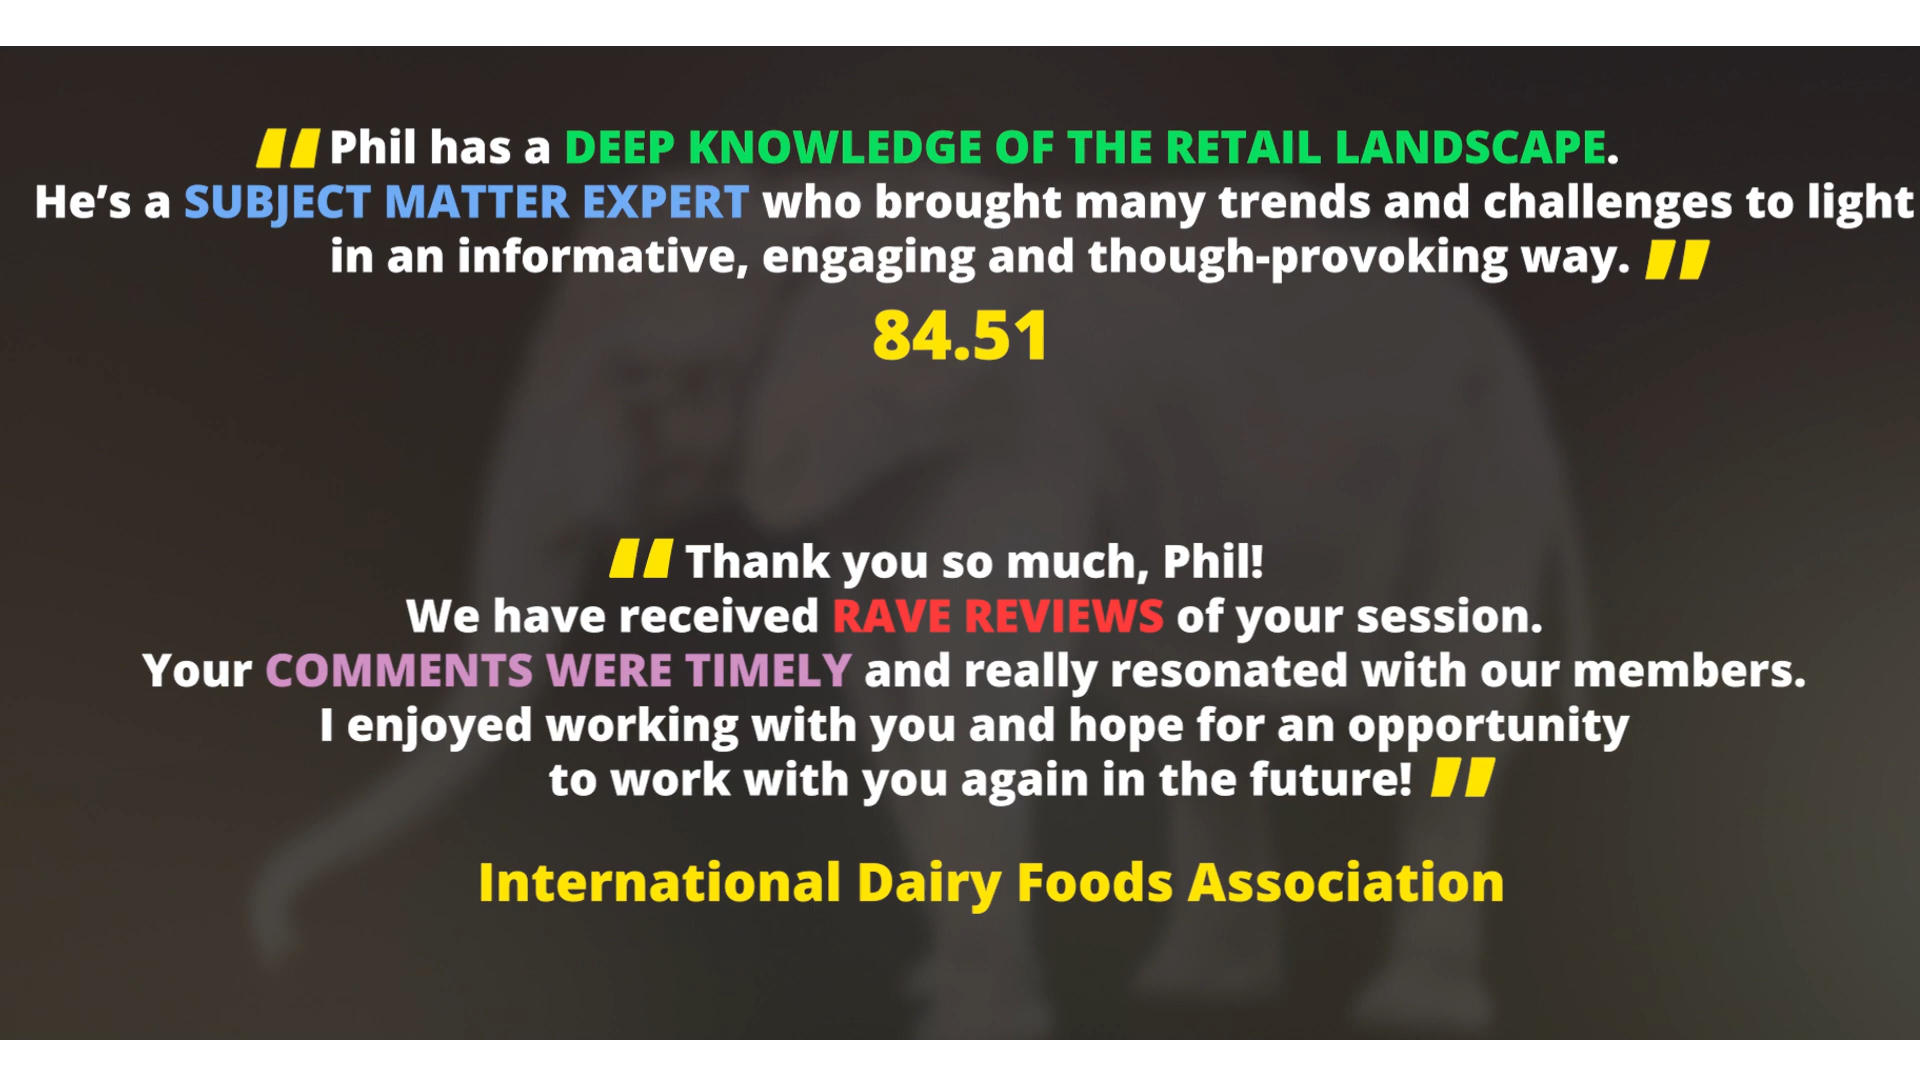 "Phil has a DEEP KNOWLEDGE OF THE RETAIL LANDSCAPE.
He’s a SUBJECT MATTER EXPERT who brought many trends and challenges to light
in an informative, engaging and though-provoking way."
84.51
"Thank you so much, Phil!
We have received RAVE REVIEWS of your session.
Your COMMENTS WERE TIMELY and really resonated with our members.
I enjoyed working with you and hope for an opportunity
to work with you again in the future!"
International Dairy Foods Association